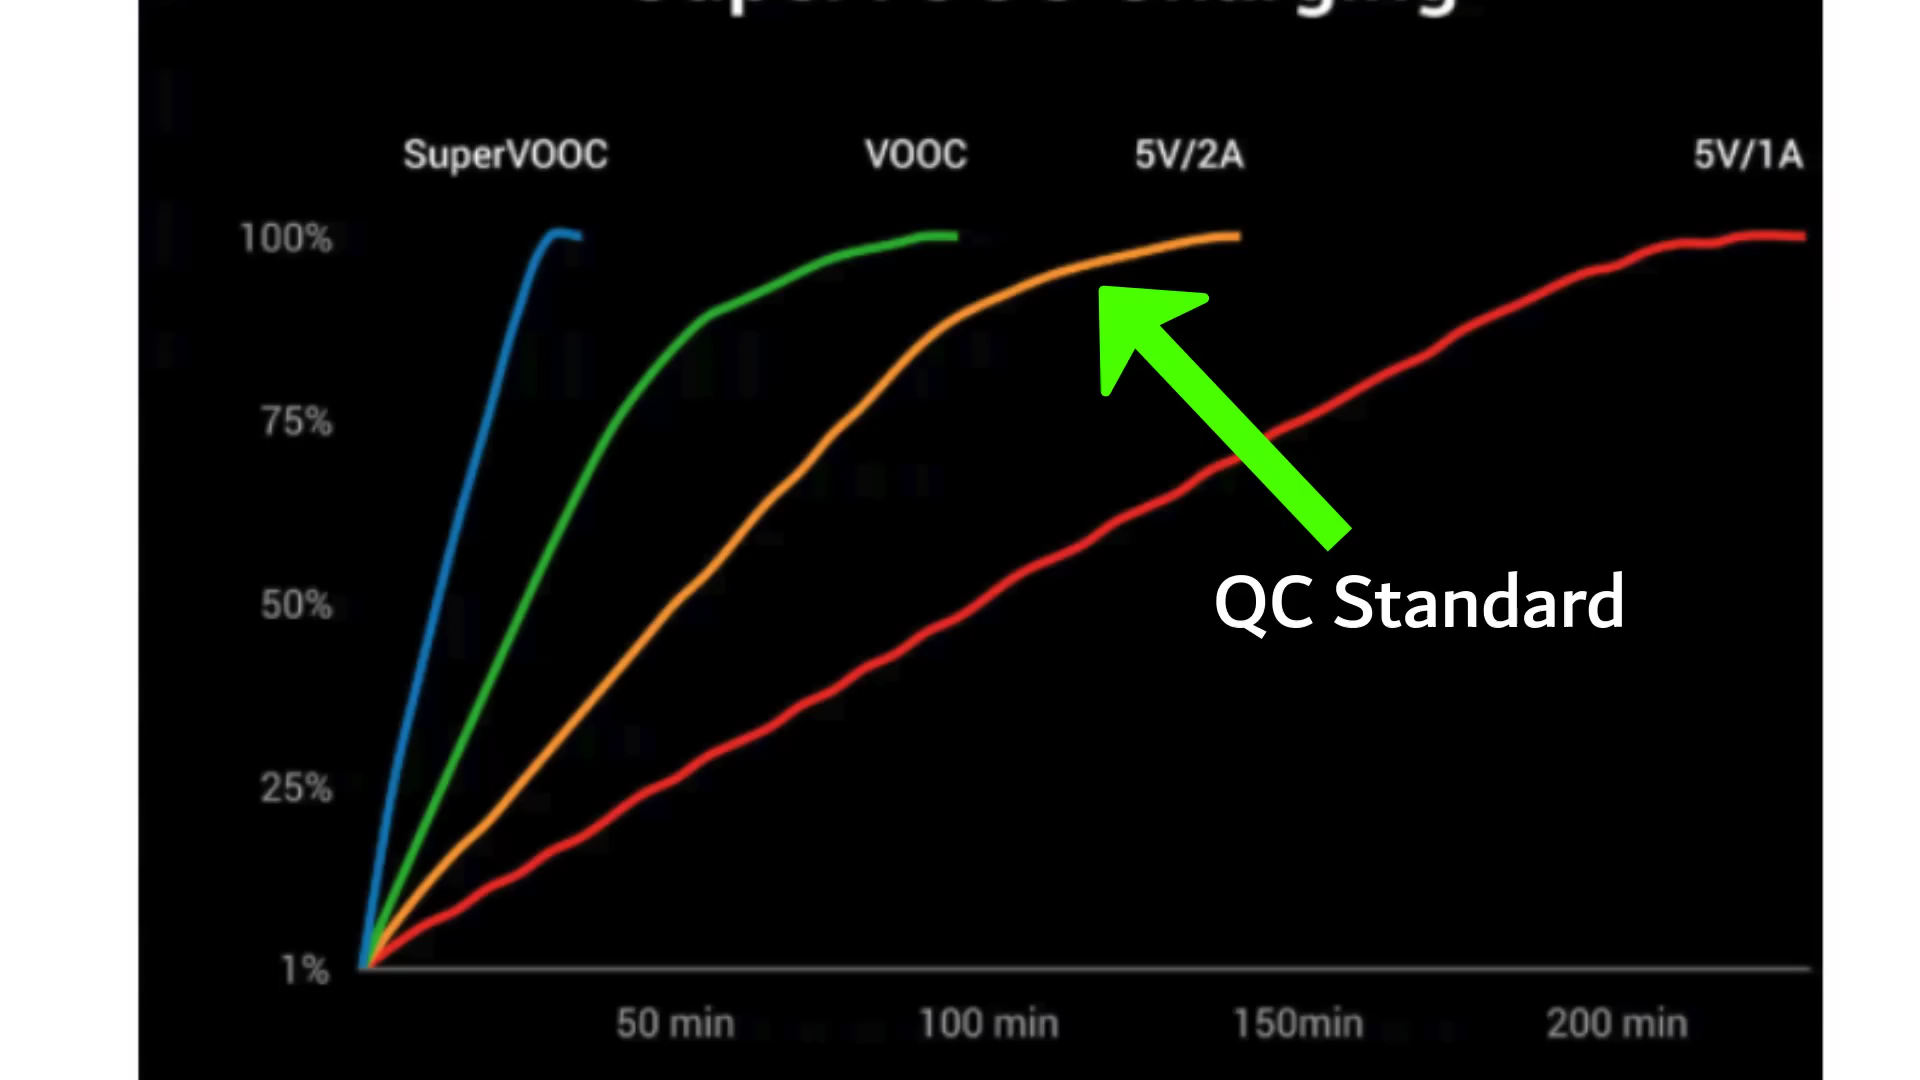 SuperVOOC VOOC 5V/2A 5V/1A
100%
75%
50%
QC Standard
25%
1%
50 min 100 min 150min 200 min